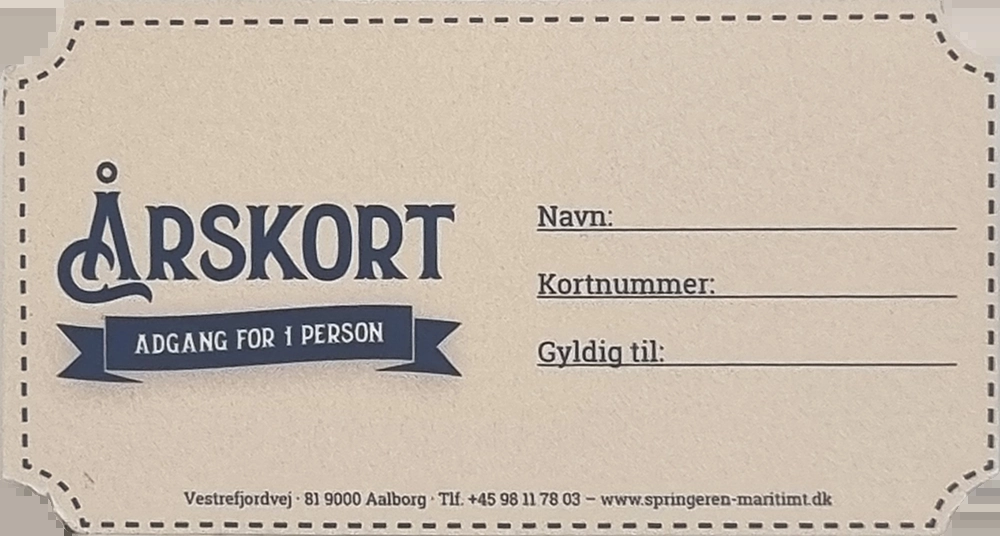 ÅRSKORT
ADGANG FOR 1 PERSON
Navn:
Kortnummer:
Gyldig til:
Vestrefjordvej · 81 9000 Aalborg · Tlf. +45 98 11 78 03 – www.springeren-maritimt.dk